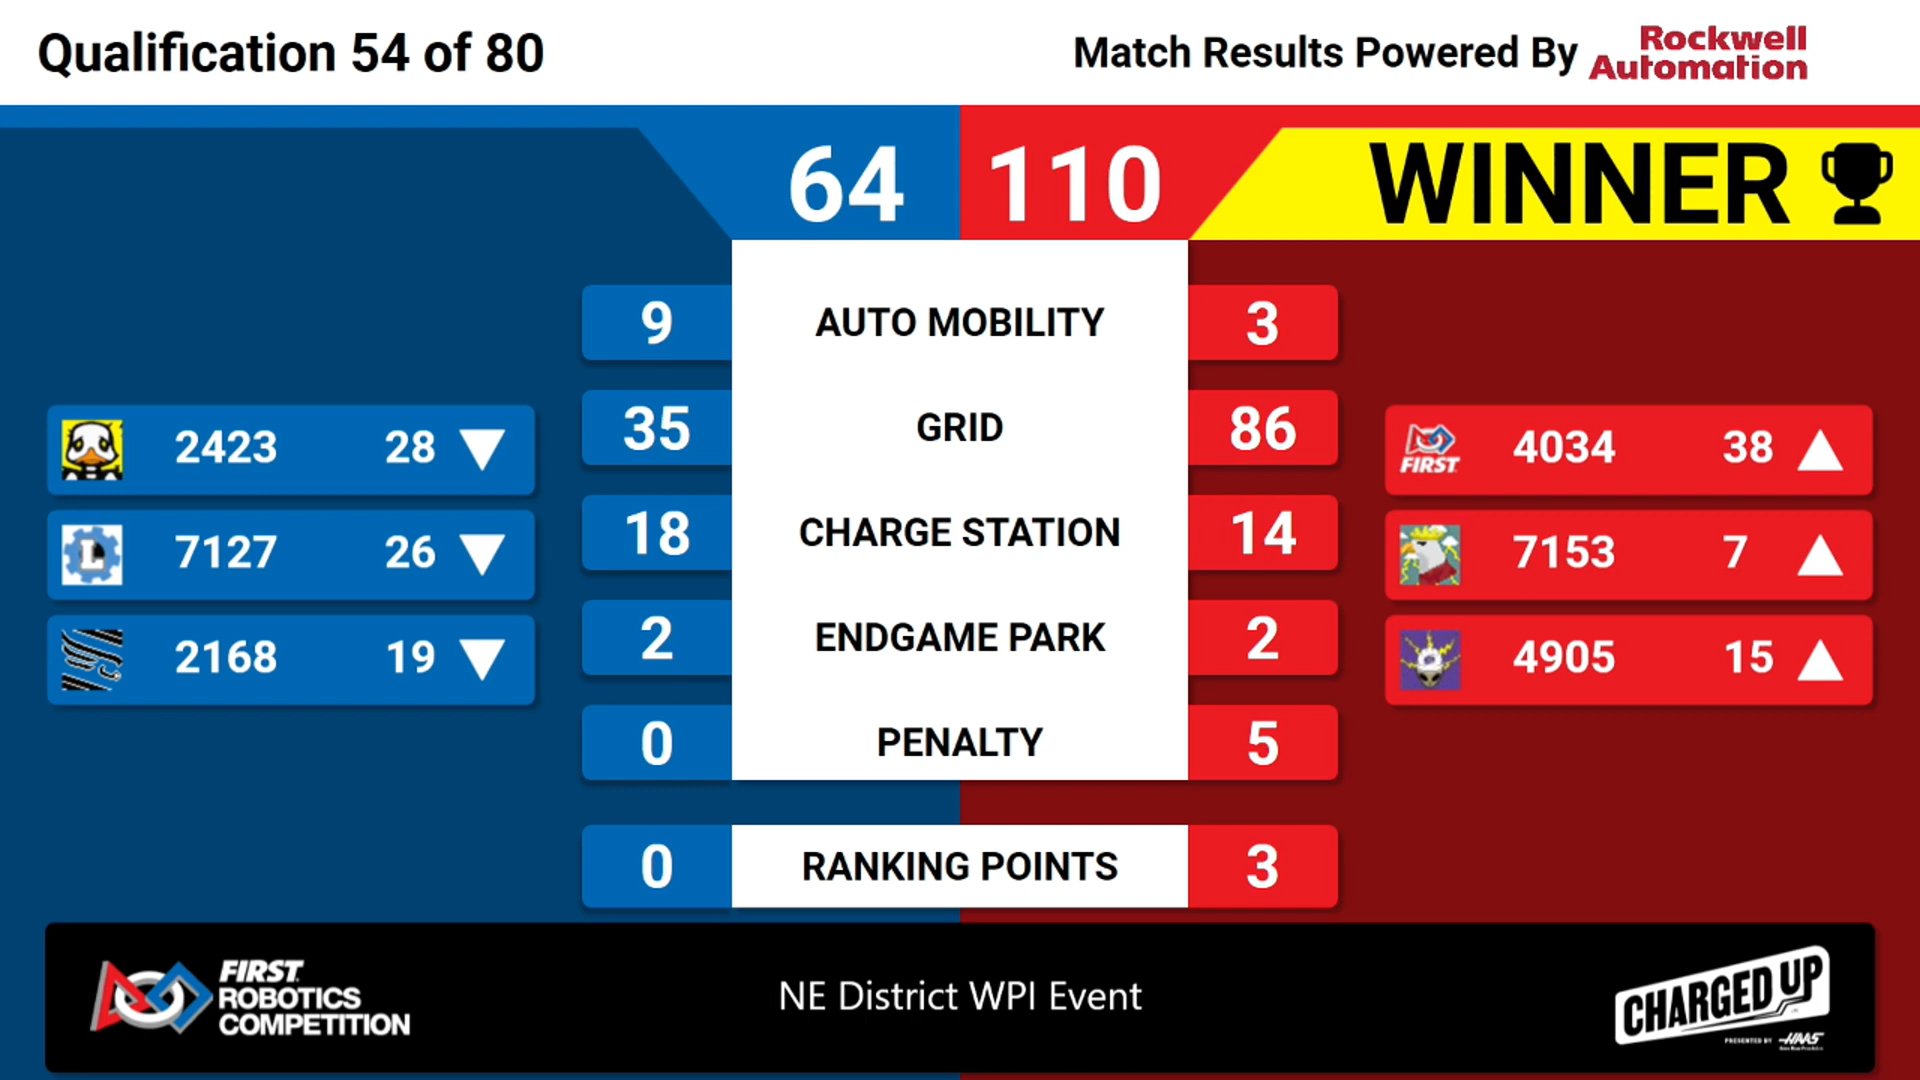 Qualification 54 of 80
Match Results Powered By
Rockwell
Automation
64
110
WINNER
9 AUTO MOBILITY 3
35 GRID 86
18 CHARGE STATION 14
2 ENDGAME PARK 2
0 PENALTY 5
0 RANKING POINTS 3
2423 28
L 7127 26
2168 19
FIRST 4034 38
7153 7
4905 15
FIRST
ROBOTICS
COMPETITION
NE District WPI Event
CHARGED UP
PRESENTED BY HAAS